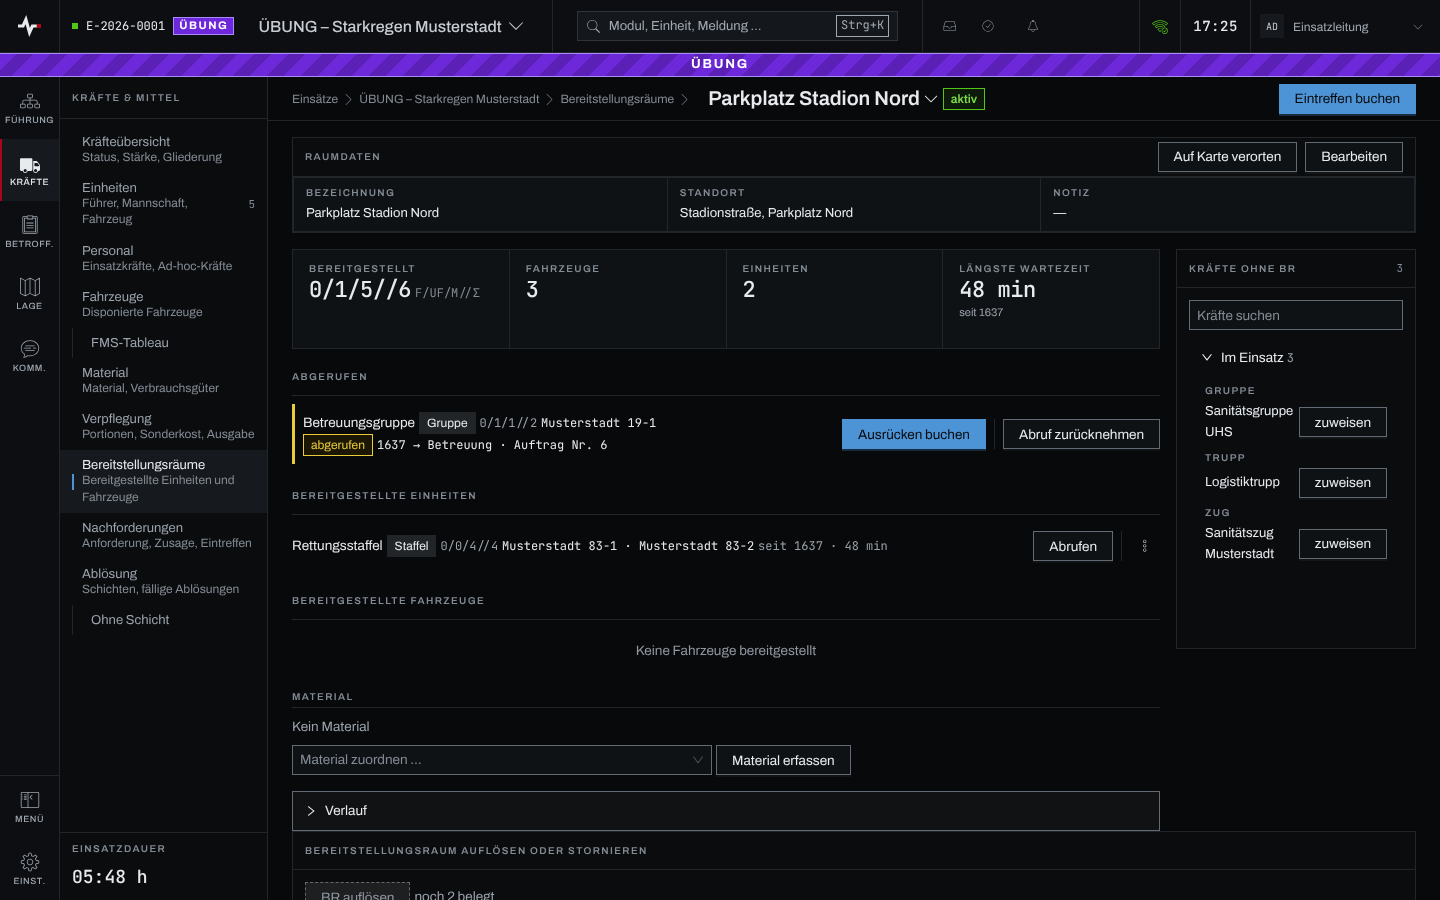 E-2026-0001 ÜBUNG ÜBUNG – Starkregen Musterstadt
Modul, Einheit, Meldung ... Strg+K
17:25 AD Einsatzleitung
ÜBUNG
FÜHRUNG
KRÄFTE
BETROFF.
LAGE
KOMM.
MENÜ
EINST.
KRÄFTE & MITTEL
Kräfteübersicht
Status, Stärke, Gliederung
Einheiten
Führer, Mannschaft,
Fahrzeug
5
Personal
Einsatzkräfte, Ad-hoc-Kräfte
Fahrzeuge
Disponierte Fahrzeuge
FMS-Tableau
Material
Material, Verbrauchsgüter
Verpflegung
Portionen, Sonderkost, Ausgabe
Bereitstellungsräume
Bereitgestellte Einheiten und
Fahrzeuge
Nachforderungen
Anforderung, Zusage, Eintreffen
Ablösung
Schichten, fällige Ablösungen
Ohne Schicht
EINSATZDAUER
05:48 h
Einsätze ÜBUNG – Starkregen Musterstadt Bereitstellungsräume Parkplatz Stadion Nord aktiv
Eintreffen buchen
RAUMDATEN
Auf Karte verorten Bearbeiten
BEZEICHNUNG
Parkplatz Stadion Nord
STANDORT
Stadionstraße, Parkplatz Nord
NOTIZ
—
BEREITGESTELLT
0/1/5//6 F/UF/M//Σ
FAHRZEUGE
3
EINHEITEN
2
LÄNGSTE WARTEZEIT
48 min
seit 1637
ABGERUFEN
Betreuungsgruppe Gruppe 0/1/1//2 Musterstadt 19-1
abgerufen 1637 → Betreuung · Auftrag Nr. 6
Ausrücken buchen Abruf zurücknehmen
BEREITGESTELLTE EINHEITEN
Rettungsstaffel Staffel 0/0/4//4 Musterstadt 83-1 · Musterstadt 83-2 seit 1637 · 48 min
Abrufen
BEREITGESTELLTE FAHRZEUGE
Keine Fahrzeuge bereitgestellt
MATERIAL
Kein Material
Material zuordnen ... Material erfassen
Verlauf
BEREITSTELLUNGSRAUM AUFLÖSEN ODER STORNIEREN
BR auflösen noch 2 belegt
KRÄFTE OHNE BR 3
Kräfte suchen
Im Einsatz 3
GRUPPE
Sanitätsgruppe
UHS
zuweisen
TRUPP
Logistiktrupp
zuweisen
ZUG
Sanitätszug
Musterstadt
zuweisen